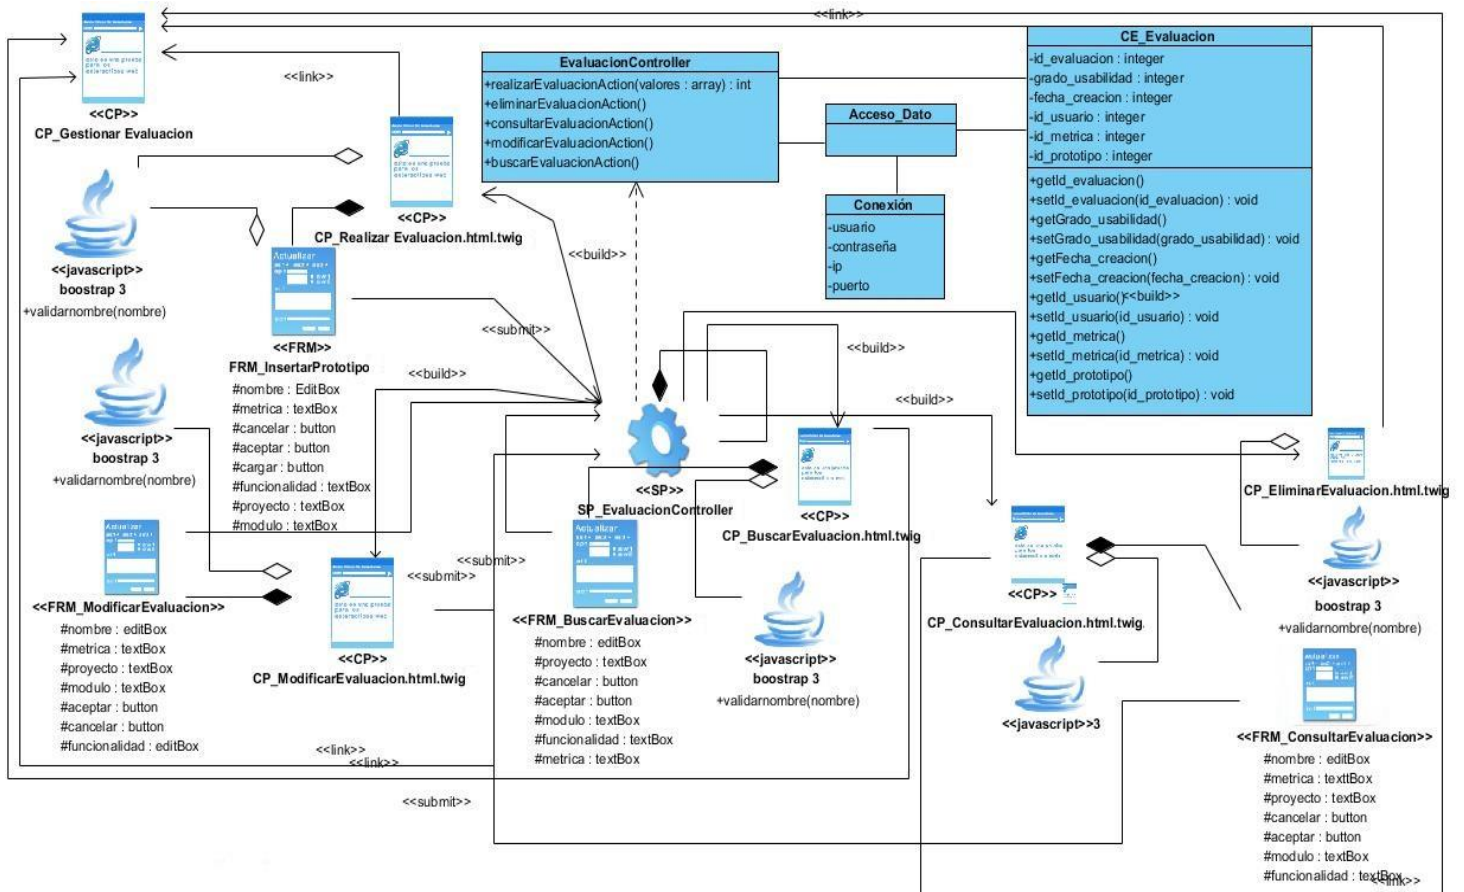 <<link>>
<<CP>>
CP_Gestionar Evaluacion
<<link>>
<<CP>>
CP_Realizar Evaluacion.html.twig
EvaluacionController
+realizarEvaluacionAction(valores : array) : int
+eliminarEvaluacionAction()
+consultarEvaluacionAction()
+modificarEvaluacionAction()
+buscarEvaluacionAction()
Acceso_Dato
Conexión
-usuario
-contraseña
-ip
-puerto
CE_Evaluacion
-id_evaluacion : integer
-grado_usabilidad : integer
-fecha_creacion : integer
-id_usuario : integer
-id_metrica : integer
-id_prototipo : integer
+getId_evaluacion()
+setId_evaluacion(id_evaluacion) : void
+getGrado_usabilidad()
+setGrado_usabilidad(grado_usabilidad) : void
+getFecha_creacion()
+setFecha_creacion(fecha_creacion) : void
+getId_usuario()<<build>>
+setId_usuario(id_usuario) : void
+getId_metrica()
+setId_metrica(id_metrica) : void
+getId_prototipo()
+setId_prototipo(id_prototipo) : void
<<javascript>>
boostrap 3
+validarnombre(nombre)
Actualizar
<<FRM>>
FRM_InsertarPrototipo
#nombre : EditBox
#metrica : textBox
#cancelar : button
#aceptar : button
#cargar : button
#funcionalidad : textBox
#proyecto : textBox
#modulo : textBox
<<build>>
<<submit>>
<<build>>
<<build>>
<<build>>
<<javascript>>
boostrap 3
+validarnombre(nombre)
<<SP>>
SP_EvaluacionController
<<CP>>
CP_BuscarEvaluacion.html.twig
CP_EliminarEvaluacion.html.twig
Actualizar
<<FRM_ModificarEvaluacion>>
#nombre : editBox
#metrica : textBox
#proyecto : textBox
#modulo : textBox
#aceptar : button
#cancelar : button
#funcionalidad : editBox
<<CP>>
CP_ModificarEvaluacion.html.twig
<<submit>>
<<submit>>
Actualizar
<<FRM_BuscarEvaluacion>>
#nombre : editBox
#proyecto : textBox
#cancelar : button
#aceptar : button
#modulo : textBox
#funcionalidad : textBox
#metrica : textBox
<<javascript>>
boostrap 3
+validarnombre(nombre)
<<CP>>
CP_ConsultarEvaluacion.html.twig
<<javascript>>3
<<javascript>>
boostrap 3
+validarnombre(nombre)
<<FRM_ConsultarEvaluacion>>
#nombre : editBox
#metrica : texttBox
#proyecto : textBox
#cancelar : button
#aceptar : button
#modulo : textBox
#funcionalidad : textBox
<<link>>
<<link>>
<<link>>
<<submit>>